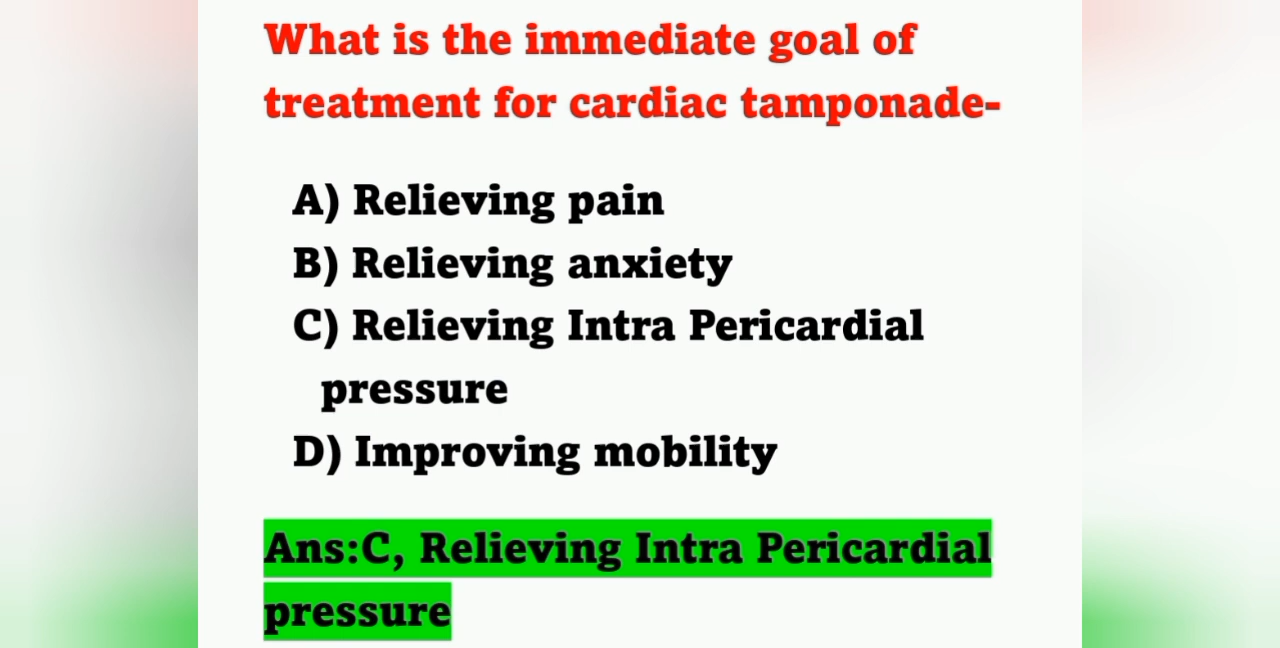 What is the immediate goal of
treatment for cardiac tamponade-
A) Relieving pain
B) Relieving anxiety
C) Relieving Intra Pericardial
pressure
D) Improving mobility
Ans:C, Relieving Intra Pericardial
pressure